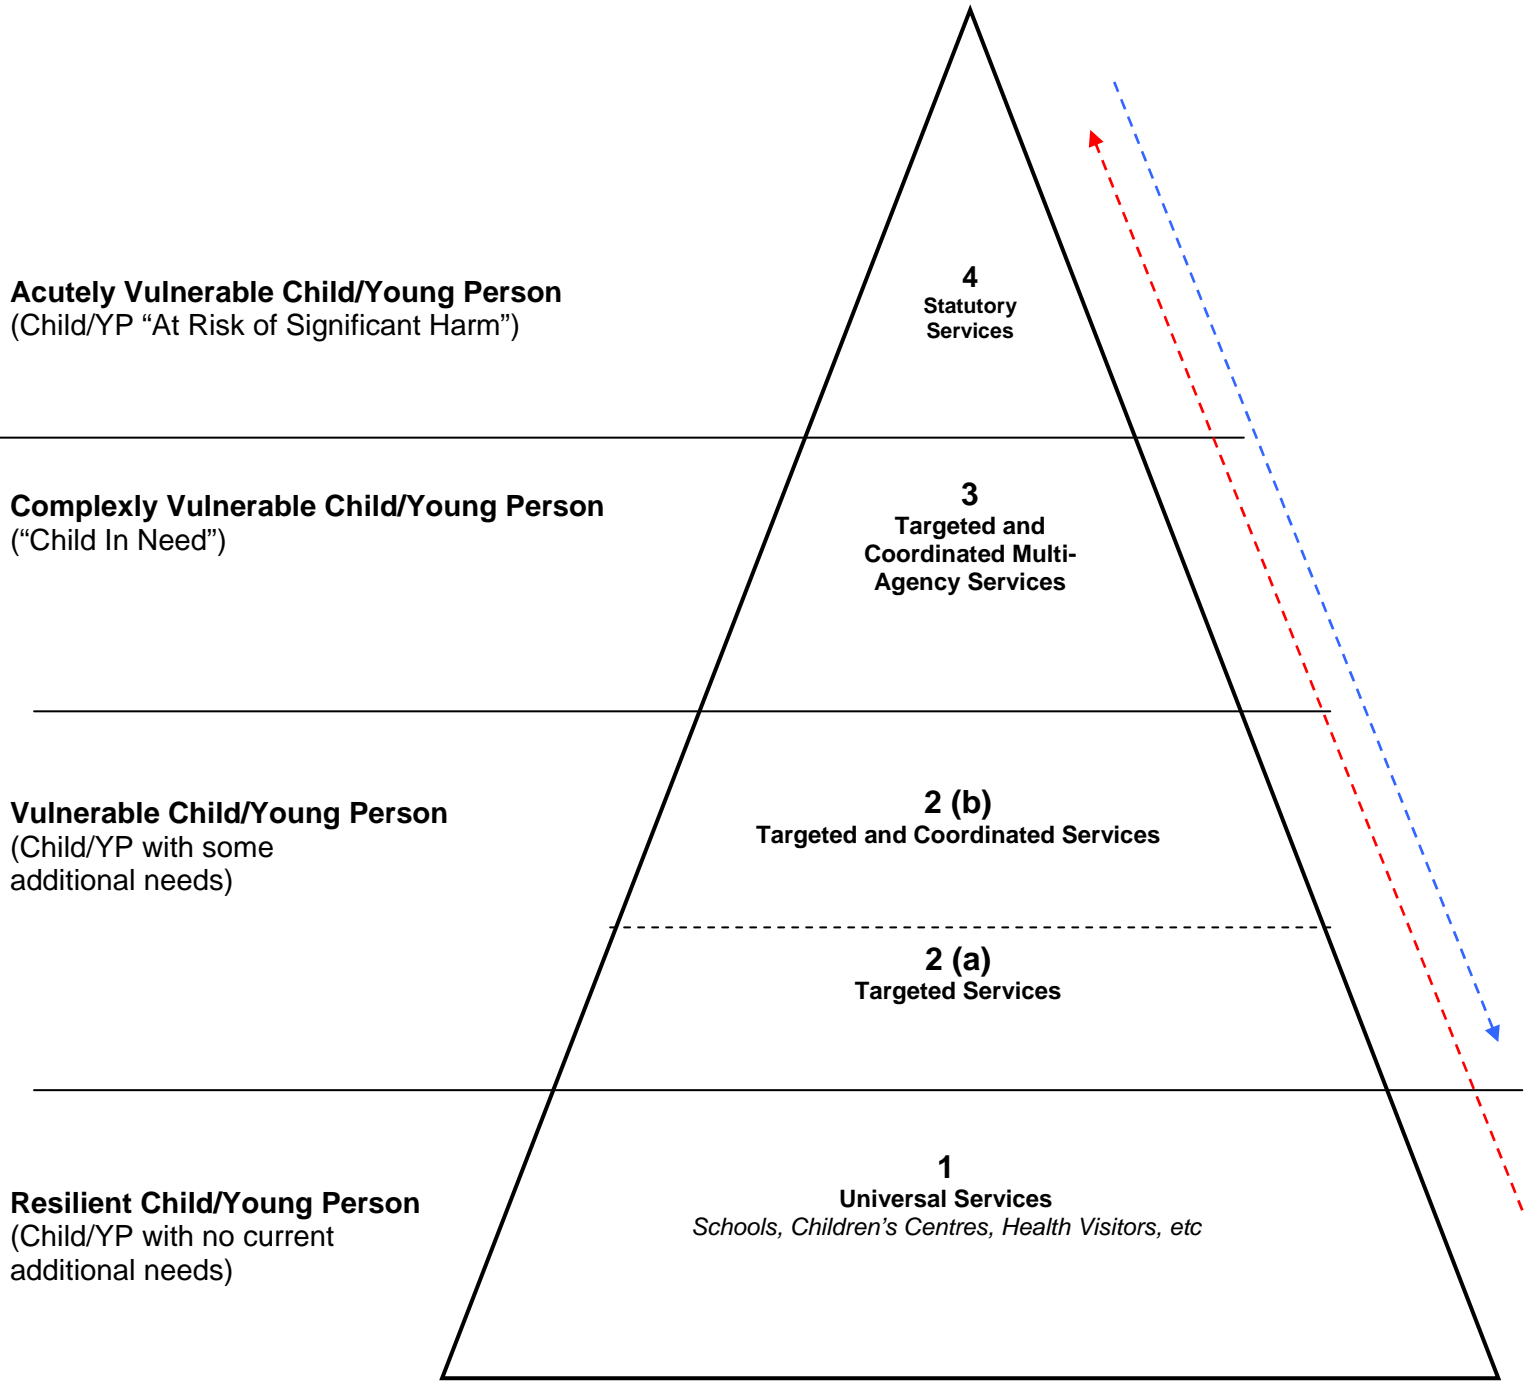 Acutely Vulnerable Child/Young Person
(Child/YP “At Risk of Significant Harm”)
4
Statutory
Services
Complexly Vulnerable Child/Young Person
(“Child In Need”)
3
Targeted and
Coordinated Multi-
Agency Services
Vulnerable Child/Young Person
(Child/YP with some
additional needs)
2 (b)
Targeted and Coordinated Services
2 (a)
Targeted Services
Resilient Child/Young Person
(Child/YP with no current
additional needs)
1
Universal Services
Schools, Children’s Centres, Health Visitors, etc